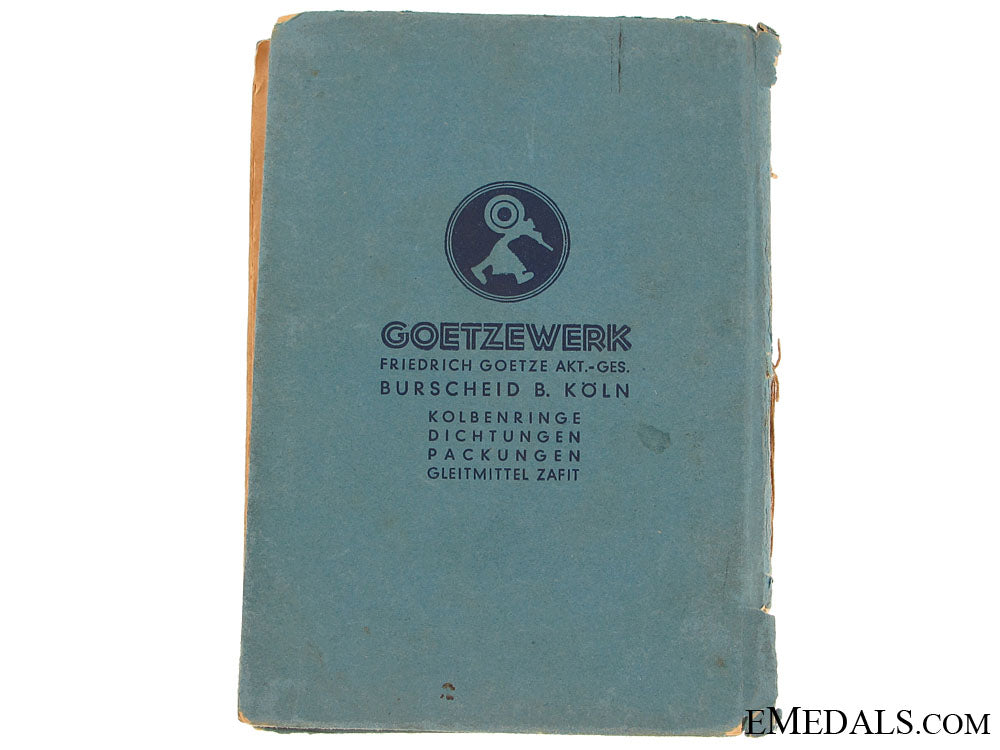 GOETZEWERK
FRIEDRICH GOETZE AKT.-GES.
BURSCHEID B. KÖLN
KOLBENRINGE
DICHTUNGEN
PACKUNGEN
GLEITMITTEL ZAFIT
EMEDALS.COM